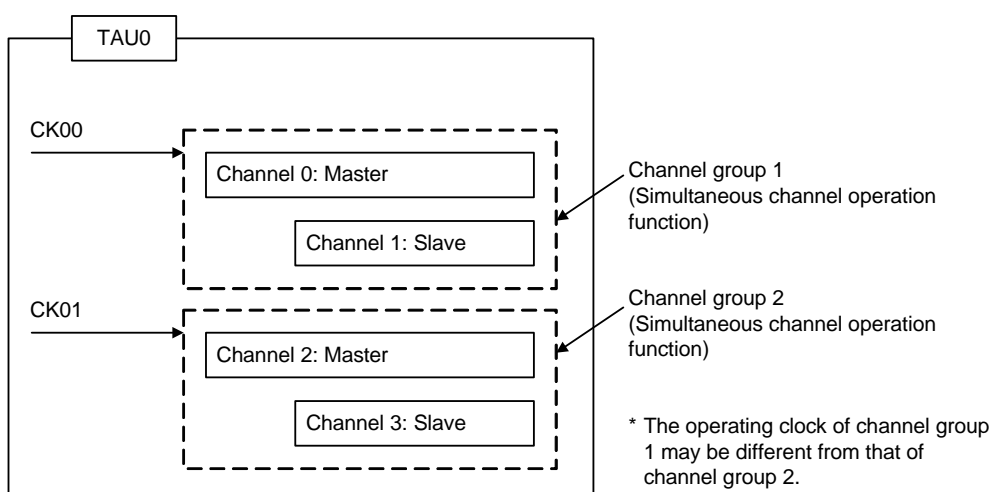 TAU0
CK00
Channel 0: Master
Channel 1: Slave
Channel group 1
(Simultaneous channel operation
function)
CK01
Channel 2: Master
Channel 3: Slave
Channel group 2
(Simultaneous channel operation
function)
* The operating clock of channel group
1 may be different from that of
channel group 2.